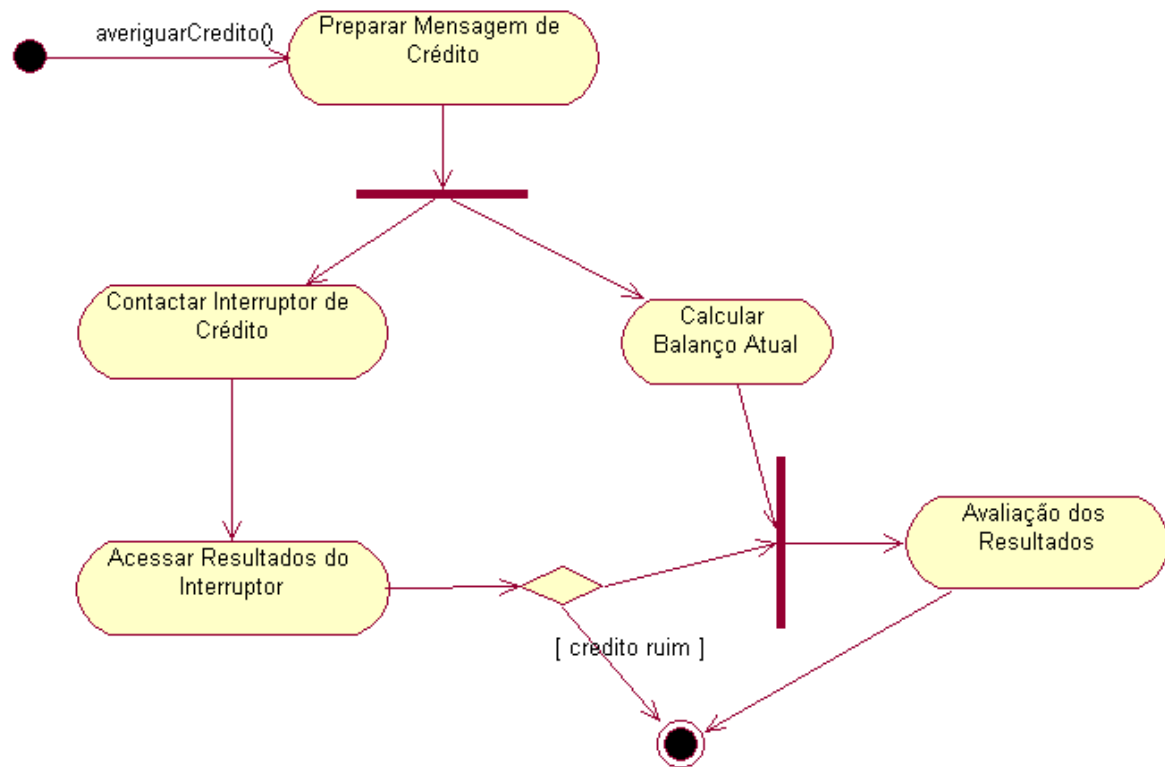 averiguarCredito()
Preparar Mensagem de
Crédito
Contactar Interruptor de
Crédito
Calcular
Balanço Atual
Acessar Resultados do
Interruptor
Avaliação dos
Resultados
[ credito ruim ]